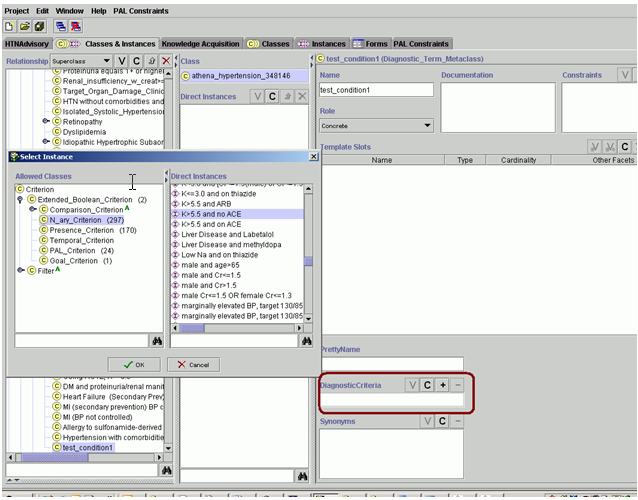 Project Edit Window Help PAL Constraints
HTNAdvisory Classes & Instances Knowledge Acquisition Classes Instances Forms PAL Constraints
Relationship Superclass V C
Proteinuria equals 1+ or higher
Renal_insufficiency_w_creat>=
Target_Organ_Damage_Clinic
HTN without comorbidities and
Isolated_Systolic_Hypertensio
Retinopathy
Dyslipidemia
Idiopathic Hypertrophic Subaor
Class
athena_hypertension_348146
Direct Instances V C
test_condition1 (Diagnostic_Term_Metaclass)
Name Documentation Constraints V
test_condition1
Role
Concrete
Template Slots V V C
Name Type Cardinality Other Facets
Select Instance
Allowed Classes
Criterion
Extended_Boolean_Criterion (2)
Comparison_Criterion A
N_ary_Criterion (297)
Presence_Criterion (170)
Temporal_Criterion
PAL_Criterion (24)
Goal_Criterion (1)
Filter A
Direct Instances
K<=3.0 and on thiazide
K>5.5 and ARB
K>5.5 and no ACE
K>5.5 and on ACE
Liver Disease and Labetalol
Liver Disease and methyldopa
Low Na and on thiazide
male and age>65
male and Cr<=1.5
male and Cr>1.5
male Cr<=1.5 OR female Cr<=1.3
marginally elevated BP, target 130/85
marginally elevated BP, target 130/85
OK Cancel
DM and proteinuria/renal manit
Heart Failure (Secondary Prev
MI (secondary prevention) BP c
MI (BP not controlled)
Allergy to sulfonamide-derived
Hypertension with comorbiditie
test_condition1
PrettyName
DiagnosticCriteria V C + −
Synonyms V C −